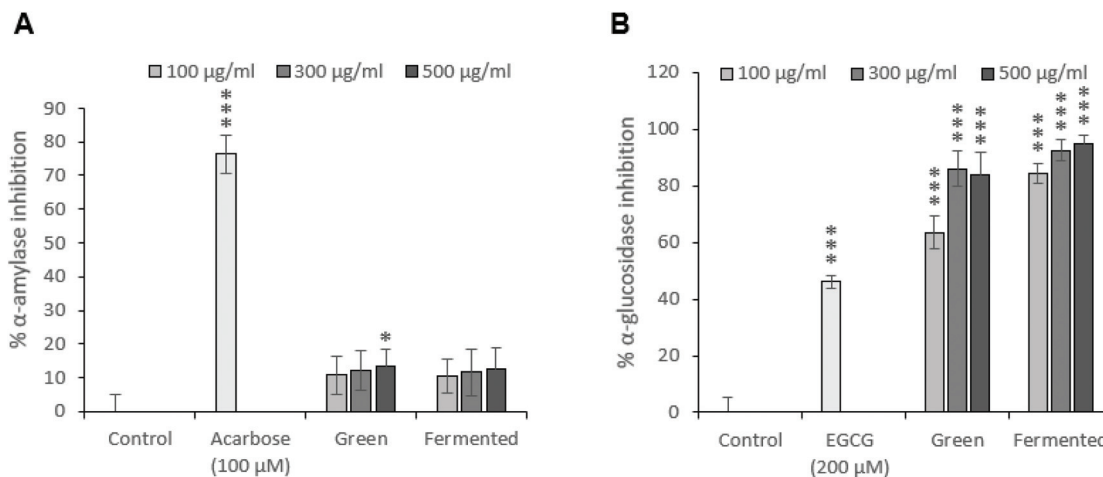 A
100 µg/ml 300 µg/ml 500 µg/ml
% α-amylase inhibition
90
80
70
60
50
40
30
20
10
0
***
*
Control Acarbose Green Fermented
(100 µM)
B
100 µg/ml 300 µg/ml 500 µg/ml
% α-glucosidase inhibition
120
100
80
60
40
20
0
***
***
***
***
***
***
***
Control EGCG Green Fermented
(200 µM)